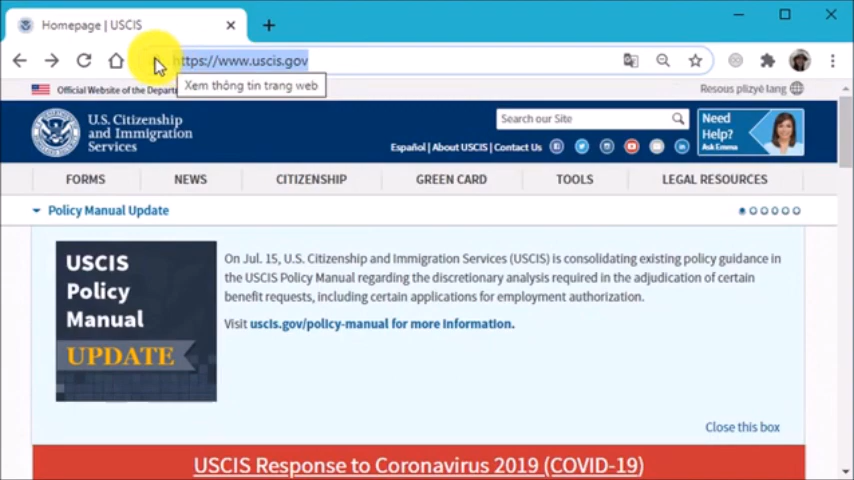 Homepage | USCIS
https://www.uscis.gov
Xem thông tin trang web
Official Website of the Depart
Resous plizyè lang
U.S. Citizenship
and Immigration
Services
Search our Site
Need
Help?
Ask Emma
Español | About USCIS | Contact Us
FORMS NEWS CITIZENSHIP GREEN CARD TOOLS LEGAL RESOURCES
Policy Manual Update
USCIS
Policy
Manual
UPDATE
On Jul. 15, U.S. Citizenship and Immigration Services (USCIS) is consolidating existing policy guidance in
the USCIS Policy Manual regarding the discretionary analysis required in the adjudication of certain
benefit requests, including certain applications for employment authorization.
Visit uscis.gov/policy-manual for more information.
Close this box
USCIS Response to Coronavirus 2019 (COVID-19)